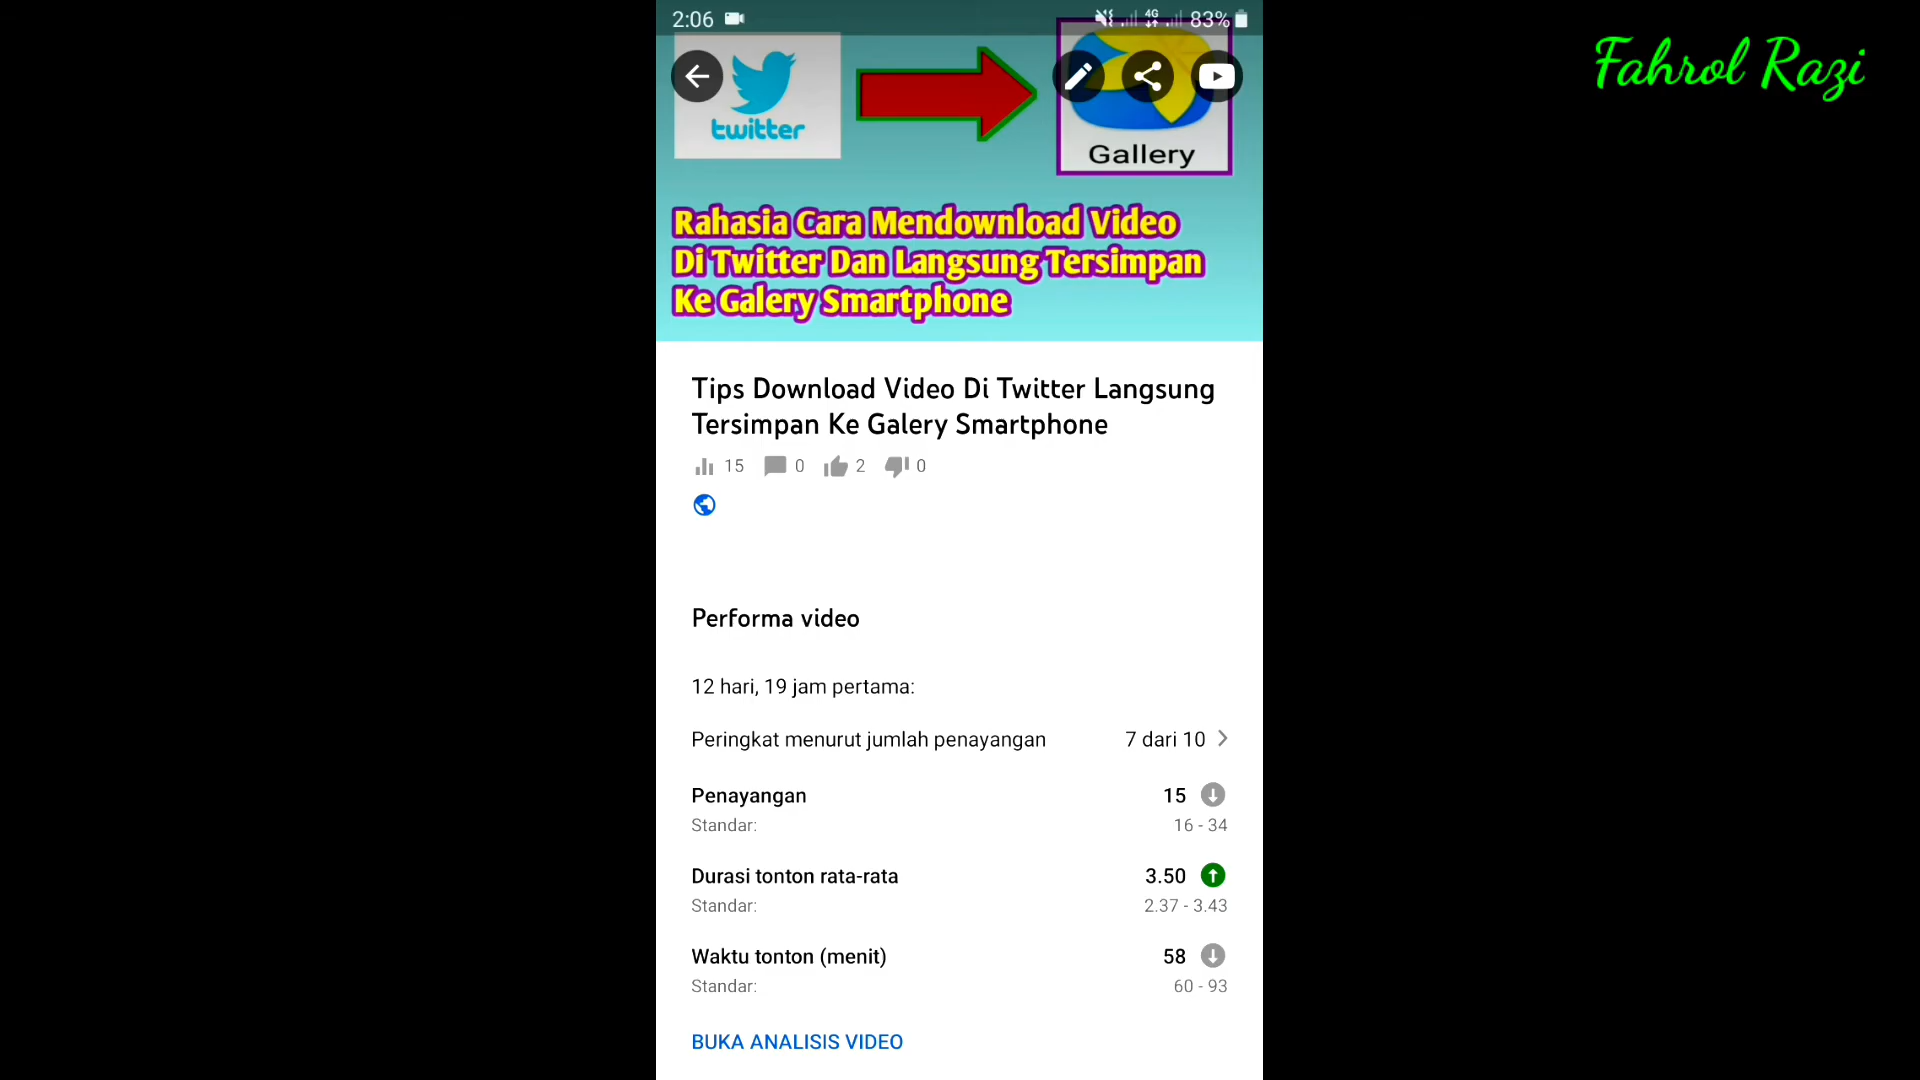 2:06
4G
83%
Fahrol Razi
twitter
Gallery
Rahasia Cara Mendownload Video
Di Twitter Dan Langsung Tersimpan
Ke Galery Smartphone
Tips Download Video Di Twitter Langsung
Tersimpan Ke Galery Smartphone
15 0 2 0
Performa video
12 hari, 19 jam pertama:
Peringkat menurut jumlah penayangan 7 dari 10
Penayangan 15
Standar: 16 - 34
Durasi tonton rata-rata 3.50
Standar: 2.37 - 3.43
Waktu tonton (menit) 58
Standar: 60 - 93
BUKA ANALISIS VIDEO